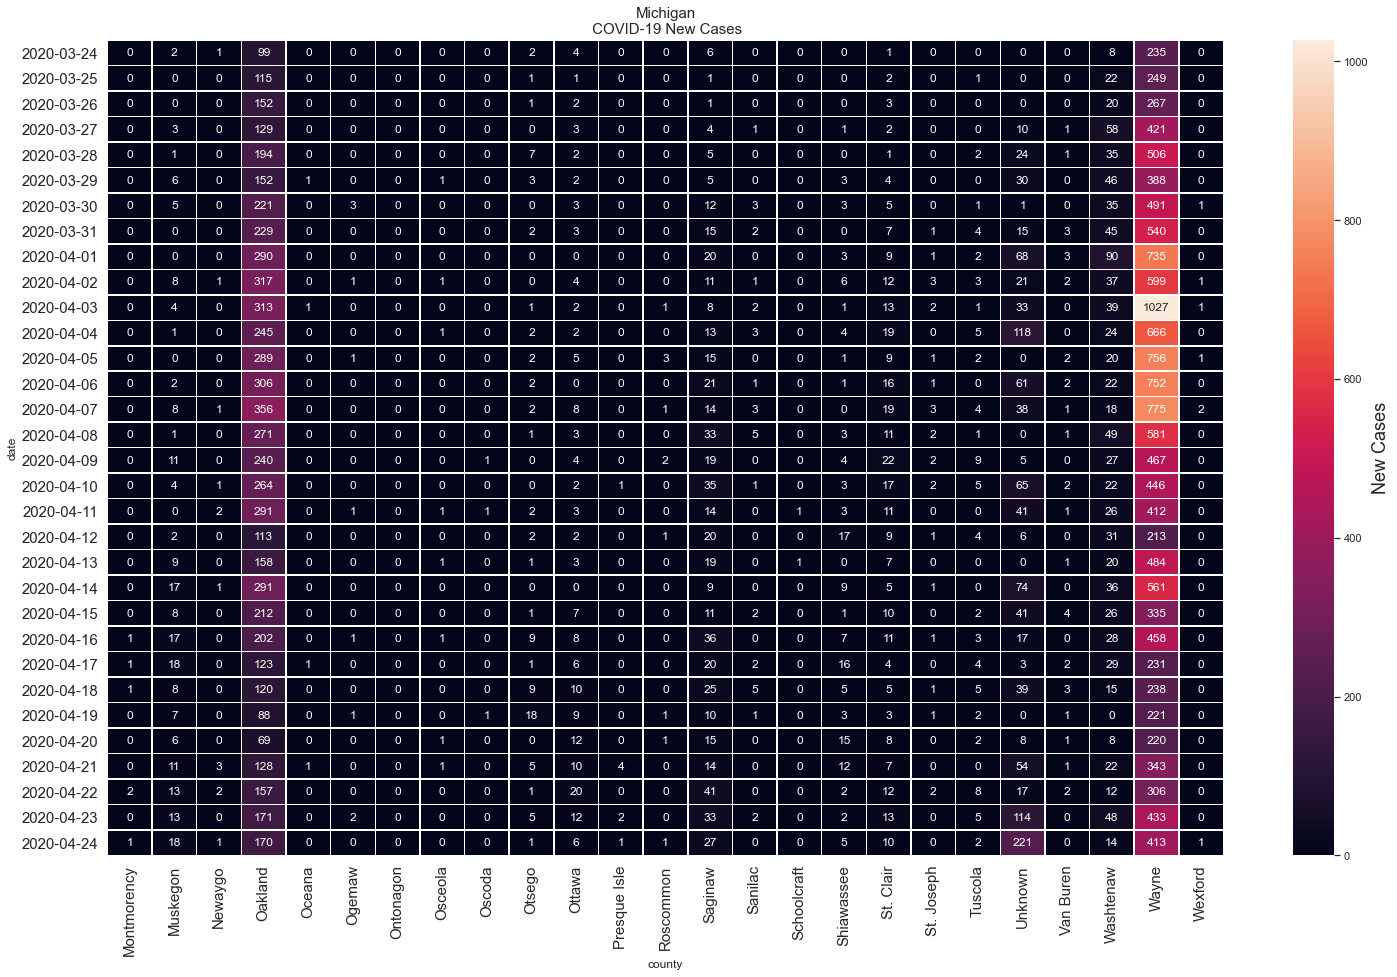 Michigan
COVID-19 New Cases
2020-03-24 0 2 1 99 0 0 0 0 0 2 4 0 0 6 0 0 0 1 0 0 0 0 8 235 0
2020-03-25 0 0 0 115 0 0 0 0 0 1 1 0 0 1 0 0 0 2 0 1 0 0 22 249 0
2020-03-26 0 0 0 152 0 0 0 0 0 1 2 0 0 1 0 0 0 3 0 0 0 0 20 267 0
2020-03-27 0 3 0 129 0 0 0 0 0 0 3 0 0 4 1 0 1 2 0 0 10 1 58 421 0
2020-03-28 0 1 0 194 0 0 0 0 0 7 2 0 0 5 0 0 0 1 0 2 24 1 35 506 0
2020-03-29 0 6 0 152 1 0 0 1 0 3 2 0 0 5 0 0 3 4 0 0 30 0 46 388 0
2020-03-30 0 5 0 221 0 3 0 0 0 0 3 0 0 12 3 0 3 5 0 1 1 0 35 491 1
2020-03-31 0 0 0 229 0 0 0 0 0 2 3 0 0 15 2 0 0 7 1 4 15 3 45 540 0
2020-04-01 0 0 0 290 0 0 0 0 0 0 0 0 0 20 0 0 3 9 1 2 68 3 90 735 0
2020-04-02 0 8 1 317 0 1 0 1 0 0 4 0 0 11 1 0 6 12 3 3 21 2 37 599 1
2020-04-03 0 4 0 313 1 0 0 0 0 1 2 0 1 8 2 0 1 13 2 1 33 0 39 1027 1
2020-04-04 0 1 0 245 0 0 0 1 0 2 2 0 0 13 3 0 4 19 0 5 118 0 24 666 0
2020-04-05 0 0 0 289 0 1 0 0 0 2 5 0 3 15 0 0 1 9 1 2 0 2 20 756 1
2020-04-06 0 2 0 306 0 0 0 0 0 2 0 0 0 21 1 0 1 16 1 0 61 2 22 752 0
2020-04-07 0 8 1 356 0 0 0 0 0 2 8 0 1 14 3 0 0 19 3 4 38 1 18 775 2
2020-04-08 0 1 0 271 0 0 0 0 0 1 3 0 0 33 5 0 3 11 2 1 0 1 49 581 0
2020-04-09 0 11 0 240 0 0 0 0 1 0 4 0 2 19 0 0 4 22 2 9 5 0 27 467 0
2020-04-10 0 4 1 264 0 0 0 0 0 0 2 1 0 35 1 0 3 17 2 5 65 2 22 446 0
2020-04-11 0 0 2 291 0 1 0 1 1 2 3 0 0 14 0 1 3 11 0 0 41 1 26 412 0
2020-04-12 0 2 0 113 0 0 0 0 0 2 2 0 1 20 0 0 17 9 1 4 6 0 31 213 0
2020-04-13 0 9 0 158 0 0 0 1 0 1 3 0 0 19 0 1 0 7 0 0 0 1 20 484 0
2020-04-14 0 17 1 291 0 0 0 0 0 0 0 0 0 9 0 0 9 5 1 0 74 0 36 561 0
2020-04-15 0 8 0 212 0 0 0 0 0 1 7 0 0 11 2 0 1 10 0 2 41 4 26 335 0
2020-04-16 1 17 0 202 0 1 0 1 0 9 8 0 0 36 0 0 7 11 1 3 17 0 28 458 0
2020-04-17 1 18 0 123 1 0 0 0 0 1 6 0 0 20 2 0 16 4 0 4 3 2 29 231 0
2020-04-18 1 8 0 120 0 0 0 0 0 9 10 0 0 25 5 0 5 5 1 5 39 3 15 238 0
2020-04-19 0 7 0 88 0 1 0 0 1 18 9 0 1 10 1 0 3 3 1 2 0 1 0 221 0
2020-04-20 0 6 0 69 0 0 0 1 0 0 12 0 1 15 0 0 15 8 0 2 8 1 8 220 0
2020-04-21 0 11 3 128 1 0 0 1 0 5 10 4 0 14 0 0 12 7 0 0 54 1 22 343 0
2020-04-22 2 13 2 157 0 0 0 0 0 1 20 0 0 41 0 0 2 12 2 8 17 2 12 306 0
2020-04-23 0 13 0 171 0 2 0 0 0 5 12 2 0 33 2 0 2 13 0 5 114 0 48 433 0
2020-04-24 1 18 1 170 0 0 0 0 0 1 6 1 1 27 0 0 5 10 0 2 221 0 14 413 1
date
Montmorency Muskegon Newaygo Oakland Oceana Ogemaw Ontonagon Osceola Oscoda Otsego Ottawa Presque Isle Roscommon Saginaw Sanilac Schoolcraft Shiawassee St. Clair St. Joseph Tuscola Unknown Van Buren Washtenaw Wayne Wexford
county
1000
800
600
400
200
0
New Cases